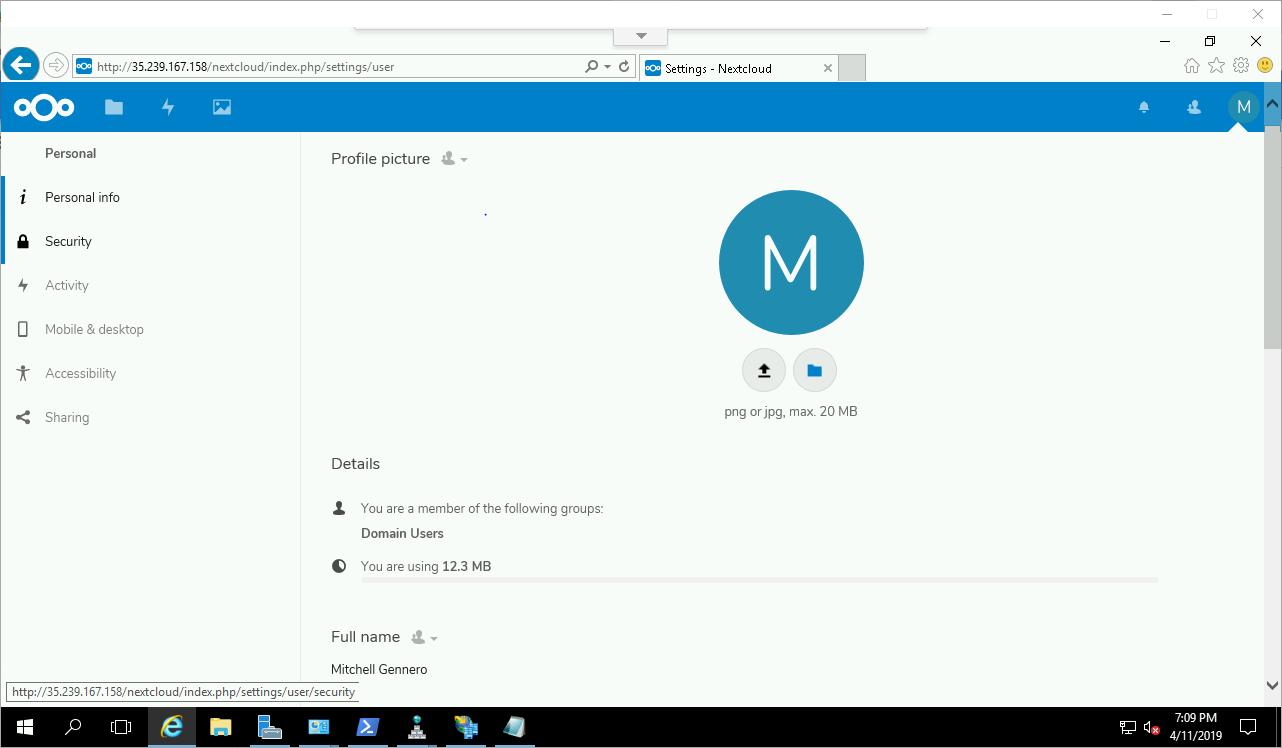 http://35.239.167.158/nextcloud/index.php/settings/user
Settings - Nextcloud
M
Personal
Personal info
Security
Activity
Mobile & desktop
Accessibility
Sharing
Profile picture
M
png or jpg, max. 20 MB
Details
You are a member of the following groups:
Domain Users
You are using 12.3 MB
Full name
Mitchell Gennero
http://35.239.167.158/nextcloud/index.php/settings/user/security
7:09 PM
4/11/2019